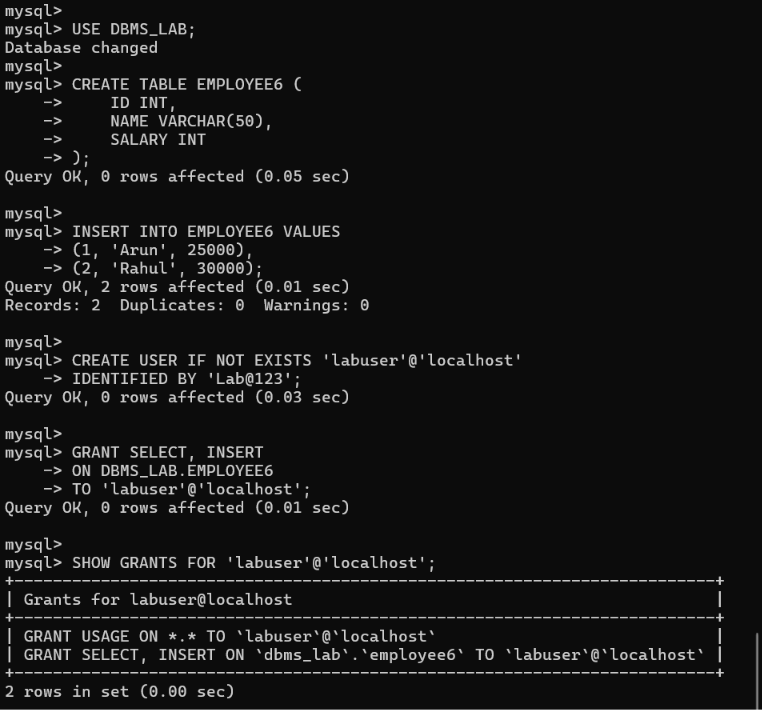 mysql>
mysql> USE DBMS_LAB;
Database changed
mysql>
mysql> CREATE TABLE EMPLOYEE6 (
    ->     ID INT,
    ->     NAME VARCHAR(50),
    ->     SALARY INT
    -> );
Query OK, 0 rows affected (0.05 sec)

mysql>
mysql> INSERT INTO EMPLOYEE6 VALUES
    -> (1, 'Arun', 25000),
    -> (2, 'Rahul', 30000);
Query OK, 2 rows affected (0.01 sec)
Records: 2  Duplicates: 0  Warnings: 0

mysql>
mysql> CREATE USER IF NOT EXISTS 'labuser'@'localhost'
    -> IDENTIFIED BY 'Lab@123';
Query OK, 0 rows affected (0.03 sec)

mysql>
mysql> GRANT SELECT, INSERT
    -> ON DBMS_LAB.EMPLOYEE6
    -> TO 'labuser'@'localhost';
Query OK, 0 rows affected (0.01 sec)

mysql>
mysql> SHOW GRANTS FOR 'labuser'@'localhost';
+-------------------------------------------------------------------------+
| Grants for labuser@localhost                                            |
+-------------------------------------------------------------------------+
| GRANT USAGE ON *.* TO `labuser`@`localhost`                             |
| GRANT SELECT, INSERT ON `dbms_lab`.`employee6` TO `labuser`@`localhost` |
+-------------------------------------------------------------------------+
2 rows in set (0.00 sec)